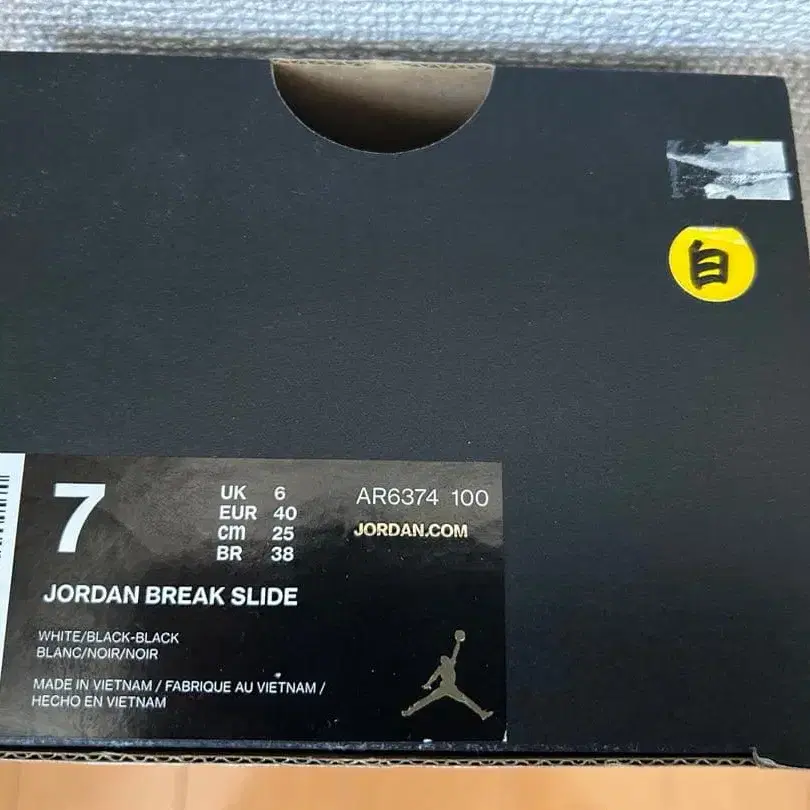 自
7
UK 6
EUR 40
cm 25
BR 38
AR6374 100
JORDAN.COM
JORDAN BREAK SLIDE
WHITE/BLACK-BLACK
BLANC/NOIR/NOIR
MADE IN VIETNAM / FABRIQUE AU VIETNAM /
HECHO EN VIETNAM